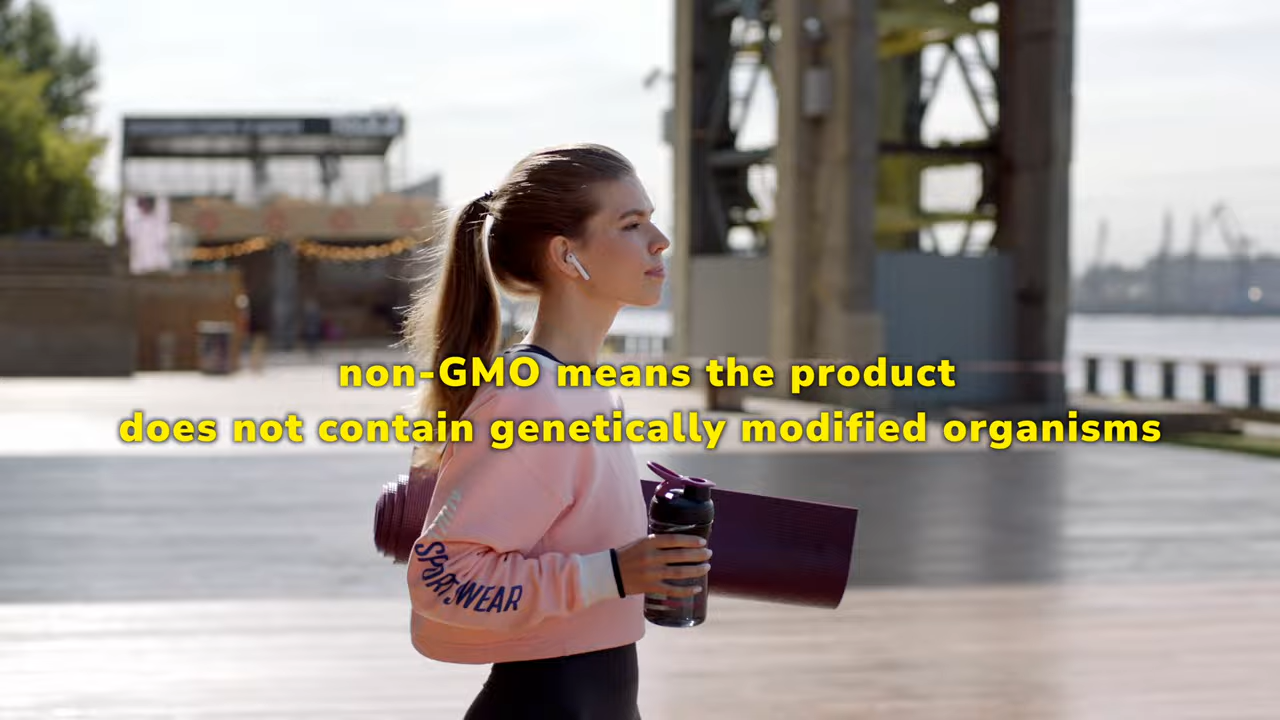 non-GMO means the product
does not contain genetically modified organisms
SPORTSWEAR